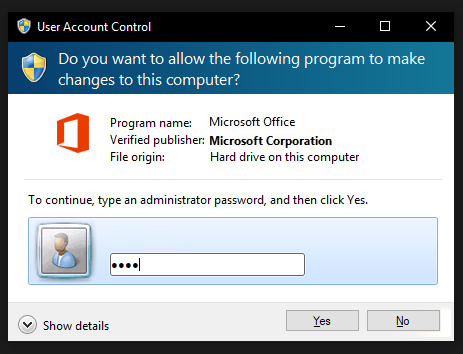 User Account Control
Do you want to allow the following program to make
changes to this computer?
Program name: Microsoft Office
Verified publisher: Microsoft Corporation
File origin: Hard drive on this computer
To continue, type an administrator password, and then click Yes.
••••
Show details
Yes
No